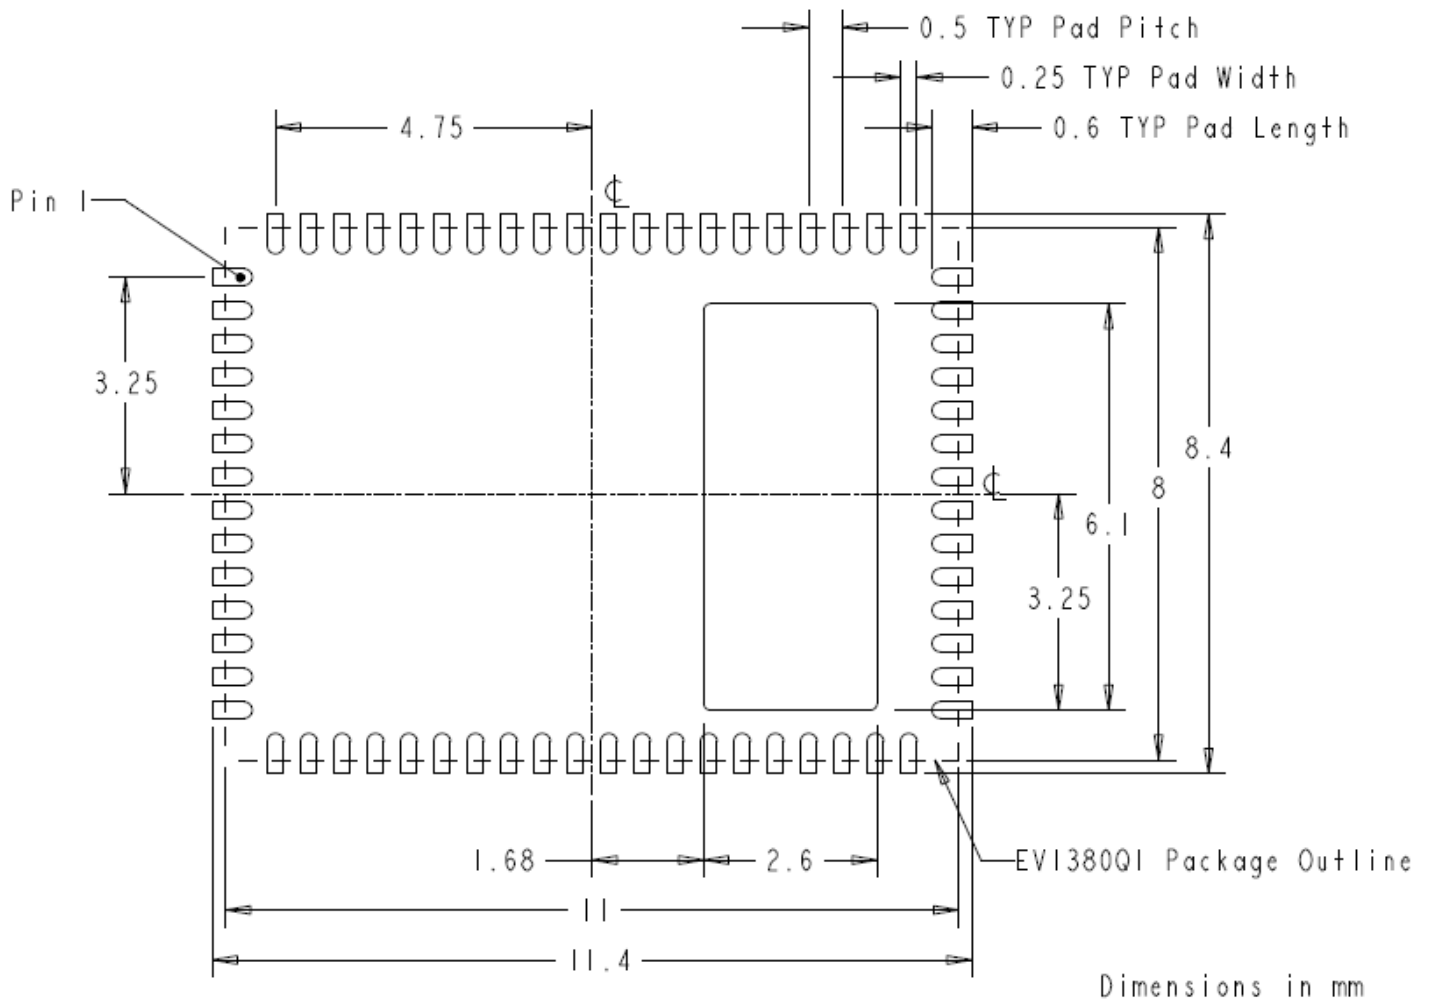 0.5 TYP Pad Pitch
0.25 TYP Pad Width
4.75
0.6 TYP Pad Length
℄
Pin 1
3.25
8.4
℄
8
6.1
3.25
1.68
2.6
EV1380QI Package Outline
11
11.4
Dimensions in mm